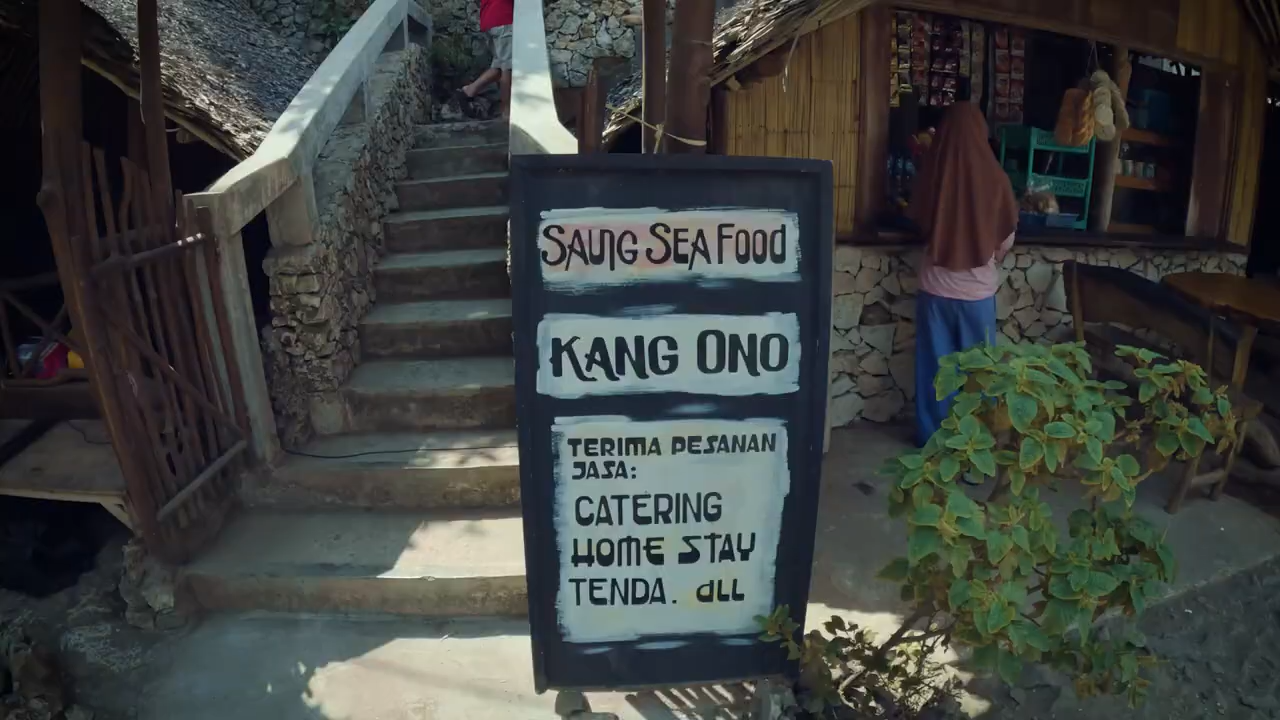 SAUNG SEA FOOD
KANG ONO
TERIMA PESANAN
JASA:
CATERING
HOME STAY
TENDA. dLL